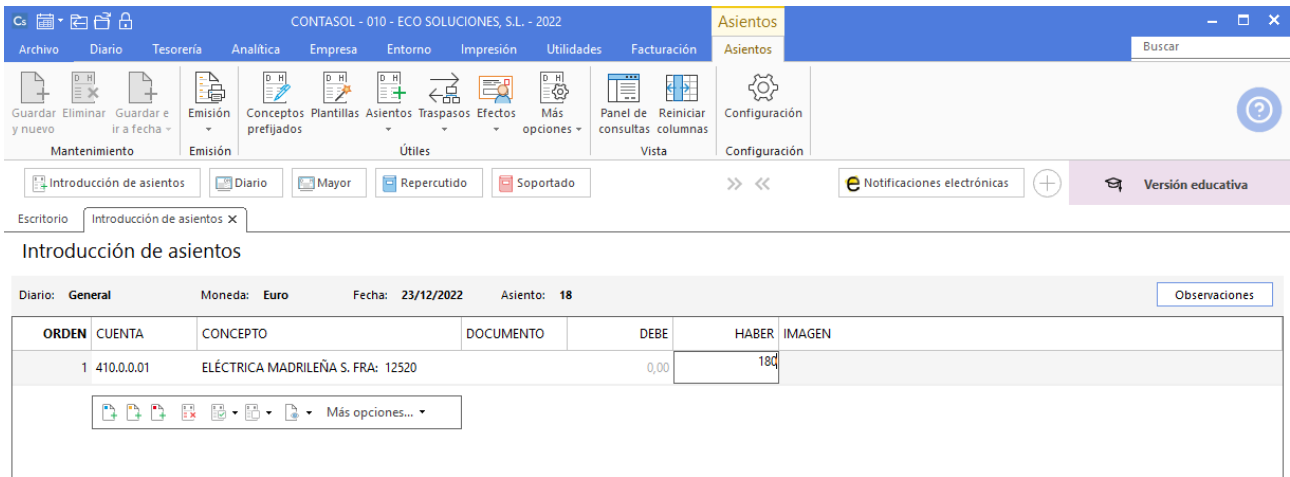 Cs CONTASOL - 010 - ECO SOLUCIONES, S.L. - 2022 Asientos
Archivo Diario Tesorería Analítica Empresa Entorno Impresión Utilidades Facturación Asientos Buscar
Guardar y nuevo Eliminar Guardar e ir a fecha Emisión Conceptos prefijados Plantillas Asientos Traspasos Efectos Más opciones Panel de consultas Reiniciar columnas Configuración
Mantenimiento Emisión Útiles Vista Configuración
Introducción de asientos Diario Mayor Repercutido Soportado Notificaciones electrónicas Versión educativa
Escritorio Introducción de asientos
Introducción de asientos
Diario: General Moneda: Euro Fecha: 23/12/2022 Asiento: 18 Observaciones
ORDEN CUENTA CONCEPTO DOCUMENTO DEBE HABER IMAGEN
1 410.0.0.01 ELÉCTRICA MADRILEÑA S. FRA: 12520 0,00 180
Más opciones...